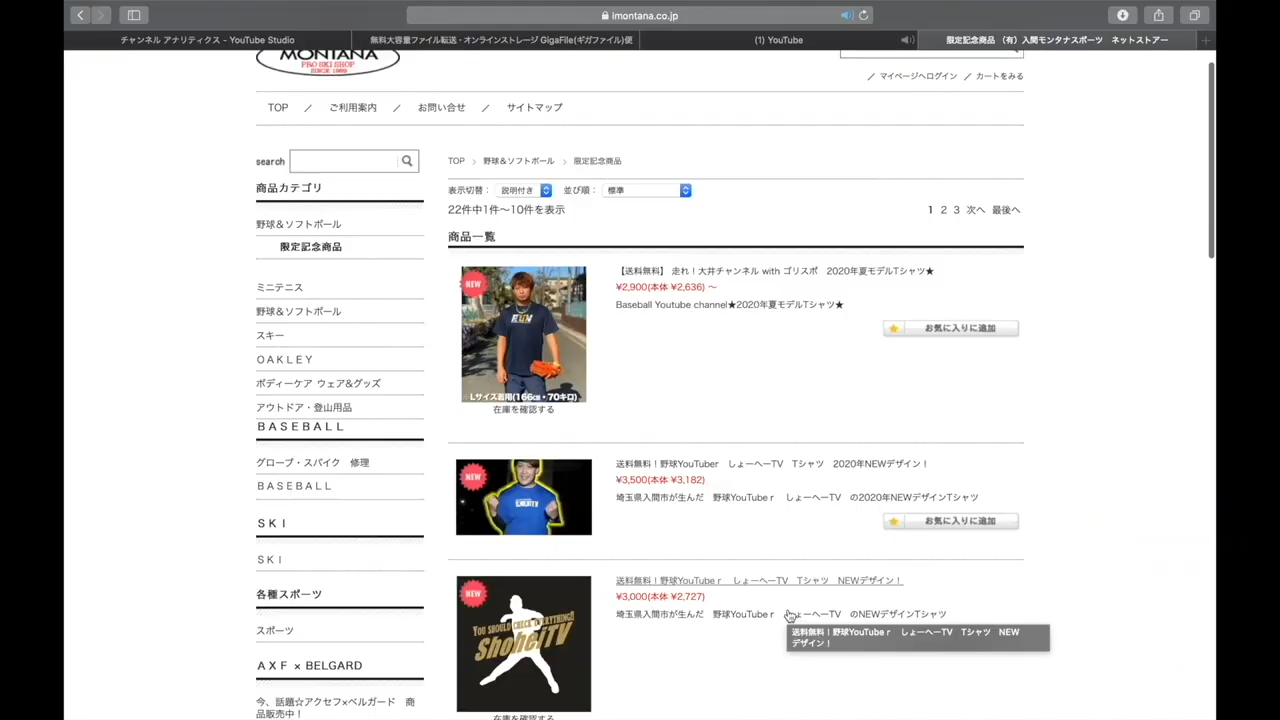 imontana.co.jp
チャンネル アナリティクス - YouTube Studio
無料大容量ファイル転送・オンラインストレージ GigaFile(ギガファイル)便
(1) YouTube
限定記念商品 (有)入間モンタナスポーツ ネットストアー
MONTANA
PRO SKI SHOP
SINCE 1969
／ マイページへログイン ／ カートをみる
TOP ／ ご利用案内 ／ お問い合せ ／ サイトマップ
search
商品カテゴリ
野球＆ソフトボール
限定記念商品
ミニテニス
野球＆ソフトボール
スキー
ＯＡＫＬＥＹ
ボディーケア ウェア&グッズ
アウトドア・登山用品
ＢＡＳＥＢＡＬＬ
グローブ・スパイク 修理
ＢＡＳＥＢＡＬＬ
ＳＫＩ
ＳＫＩ
各種スポーツ
スポーツ
ＡＸＦ × BELGARD
今、話題☆アクセフ×ベルガード 商
品販売中！
TOP > 野球＆ソフトボール > 限定記念商品
表示切替： 説明付き 並び順： 標準
22件中1件〜10件を表示
1 2 3 次へ 最後へ
商品一覧
NEW
RUN
Lサイズ着用(166㎝・70キロ)
在庫を確認する
【送料無料】 走れ！大井チャンネル with ゴリスポ 2020年夏モデルTシャツ★
¥2,900(本体 ¥2,636) 〜
Baseball Youtube channel★2020年夏モデルTシャツ★
お気に入りに追加
NEW
SHOHEITV
送料無料！野球YouTuber しょーへーTV Tシャツ 2020年NEWデザイン！
¥3,500(本体 ¥3,182)
埼玉県入間市が生んだ 野球YouTubeｒ しょーへーTV の2020年NEWデザインTシャツ
お気に入りに追加
NEW
YOU SHOULD CHECK EVERYTHING!!
ShoheiTV
在庫を確認する
送料無料！野球YouTubeｒ しょーへーTV Tシャツ NEWデザイン！
¥3,000(本体 ¥2,727)
埼玉県入間市が生んだ 野球YouTubeｒ しょーへーTV のNEWデザインTシャツ
送料無料！野球YouTubeｒ しょーへーTV Tシャツ NEW
デザイン！